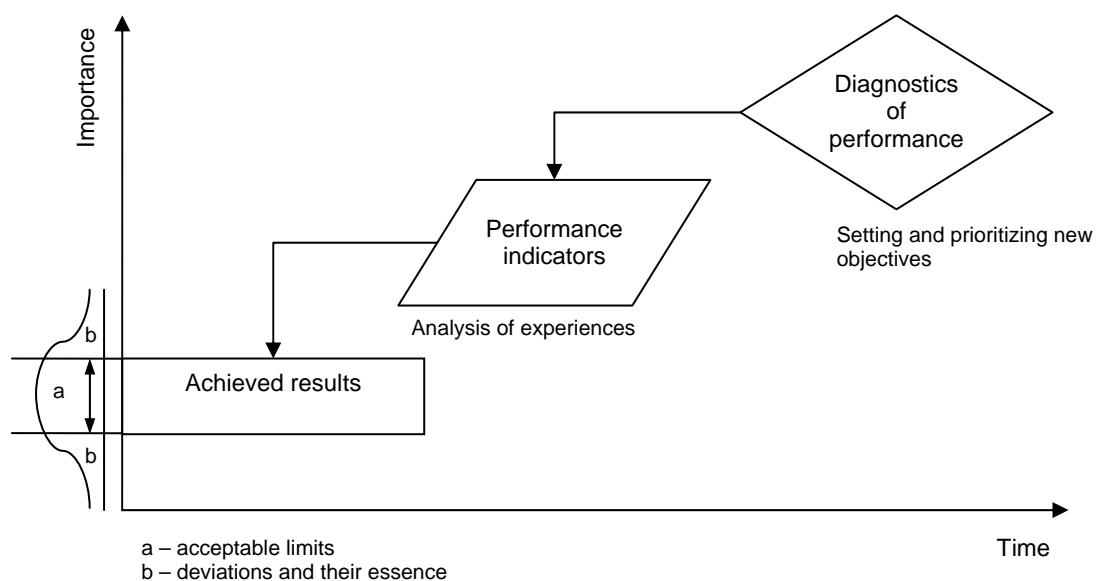 Importance
Diagnostics
of
performance
Setting and prioritizing new
objectives
Performance
indicators
Analysis of experiences
b
Achieved results
a
b
Time
a – acceptable limits
b – deviations and their essence